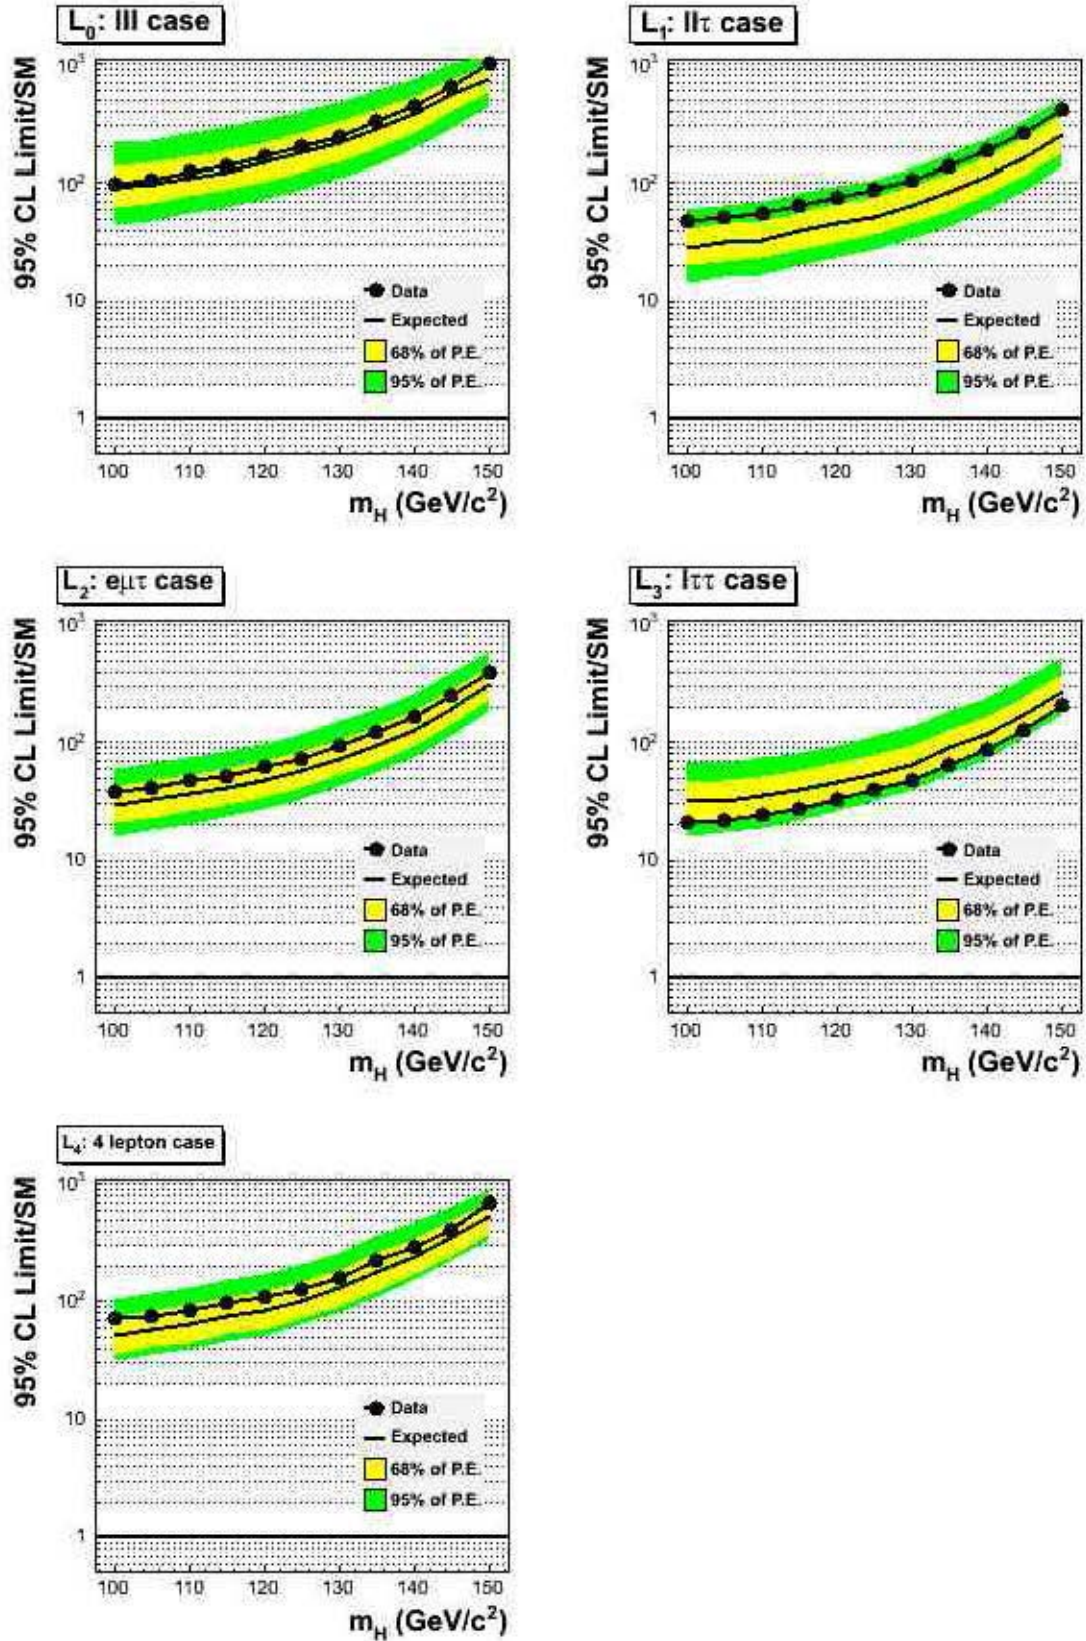 L₀: lll case
95% CL Limit/SM
10³
10²
10
1
Data
Expected
68% of P.E.
95% of P.E.
100 110 120 130 140 150
m_H (GeV/c²)
L₁: llτ case
95% CL Limit/SM
10³
10²
10
1
Data
Expected
68% of P.E.
95% of P.E.
100 110 120 130 140 150
m_H (GeV/c²)
L₂: eμτ case
95% CL Limit/SM
10³
10²
10
1
Data
Expected
68% of P.E.
95% of P.E.
100 110 120 130 140 150
m_H (GeV/c²)
L₃: lττ case
95% CL Limit/SM
10³
10²
10
1
Data
Expected
68% of P.E.
95% of P.E.
100 110 120 130 140 150
m_H (GeV/c²)
L₄: 4 lepton case
95% CL Limit/SM
10³
10²
10
1
Data
Expected
68% of P.E.
95% of P.E.
100 110 120 130 140 150
m_H (GeV/c²)